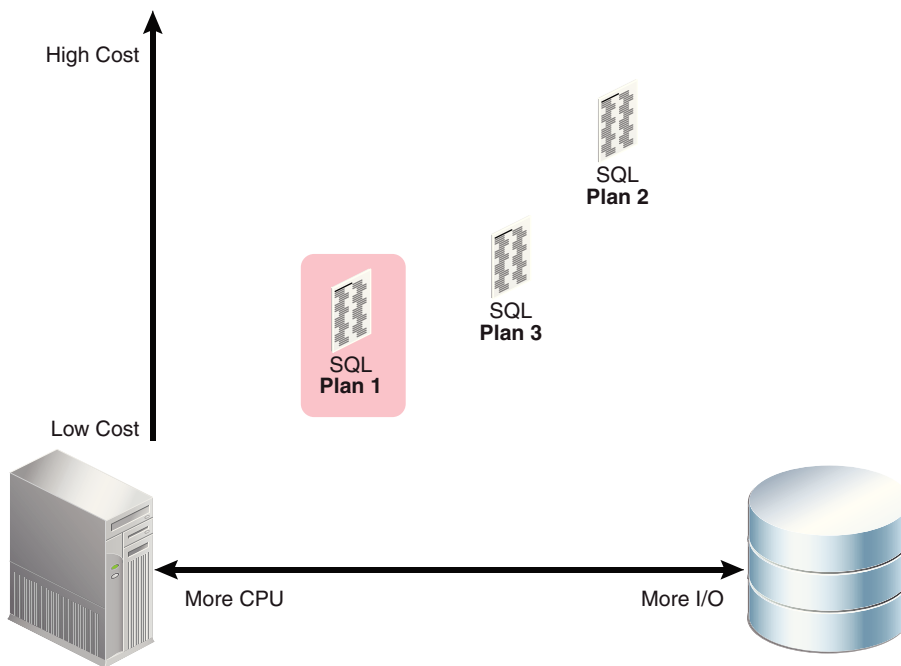 High Cost
SQL
Plan 2
SQL
Plan 3
SQL
Plan 1
Low Cost
More CPU
More I/O